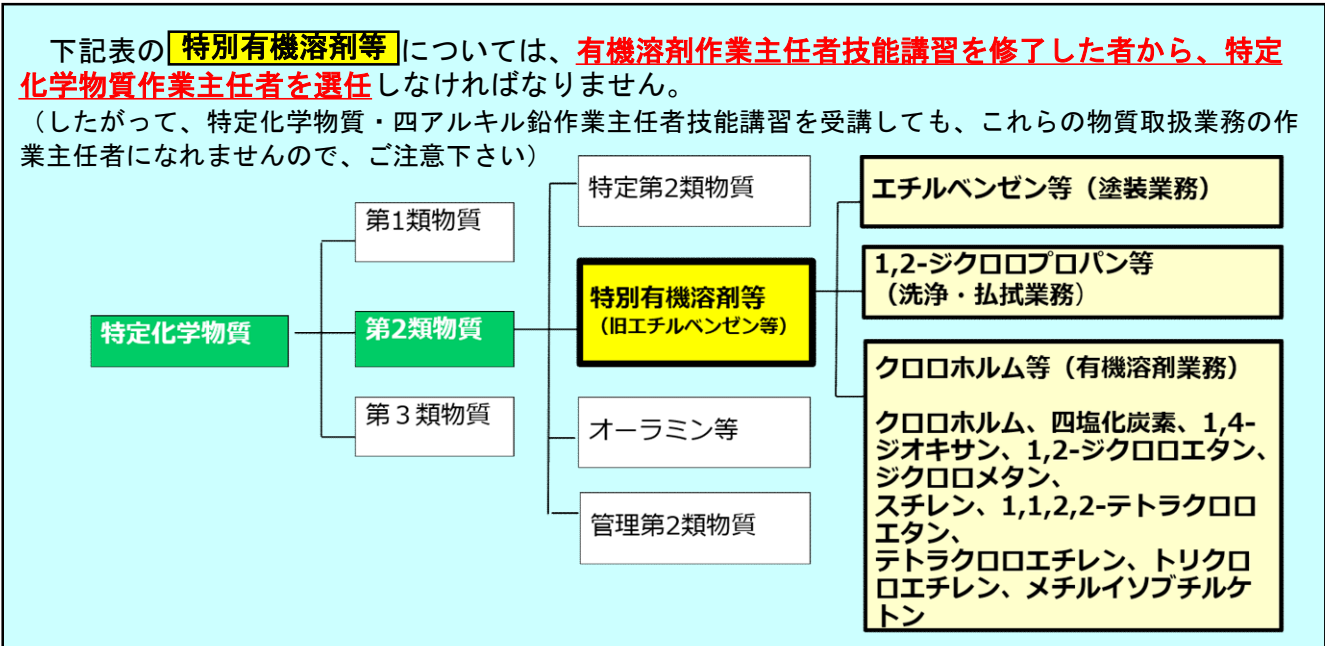 下記表の特別有機溶剤等については、有機溶剤作業主任者技能講習を修了した者から、特定
化学物質作業主任者を選任しなければなりません。
（したがって、特定化学物質・四アルキル鉛作業主任者技能講習を受講しても、これらの物質取扱業務の作
業主任者になれませんので、ご注意下さい）
特定化学物質
第1類物質
第2類物質
第３類物質
特定第2類物質
特別有機溶剤等
（旧エチルベンゼン等）
オーラミン等
管理第2類物質
エチルベンゼン等（塗装業務）
1,2-ジクロロプロパン等
（洗浄・払拭業務）
クロロホルム等（有機溶剤業務）
クロロホルム、四塩化炭素、1,4-
ジオキサン、1,2-ジクロロエタン、
ジクロロメタン、
スチレン、1,1,2,2-テトラクロロ
エタン、
テトラクロロエチレン、トリクロ
ロエチレン、メチルイソブチルケ
トン